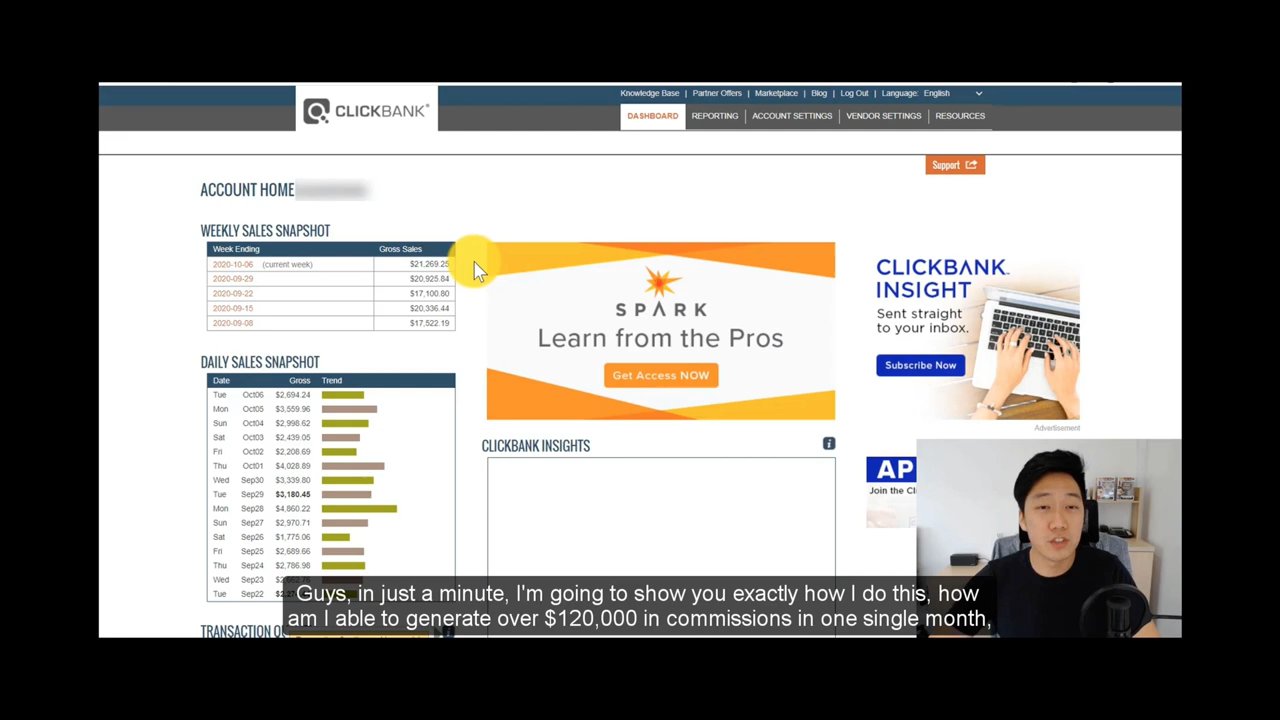 Knowledge Base | Partner Offers | Marketplace | Blog | Log Out | Language: English
CLICKBANK
DASHBOARD REPORTING ACCOUNT SETTINGS VENDOR SETTINGS RESOURCES
Support
ACCOUNT HOME
WEEKLY SALES SNAPSHOT
Week Ending Gross Sales
2020-10-06 (current week) $21,269.25
2020-09-29 $20,925.84
2020-09-22 $17,100.80
2020-09-15 $20,336.44
2020-09-08 $17,522.19
SPARK
Learn from the Pros
Get Access NOW
CLICKBANK
INSIGHT
Sent straight
to your inbox.
Subscribe Now
Advertisement
DAILY SALES SNAPSHOT
Date Gross Trend
Tue Oct06 $2,694.24
Mon Oct05 $3,559.96
Sun Oct04 $2,998.62
Sat Oct03 $2,439.05
Fri Oct02 $2,208.69
Thu Oct01 $4,028.89
Wed Sep30 $3,339.80
Tue Sep29 $3,180.45
Mon Sep28 $4,860.22
Sun Sep27 $2,970.71
Sat Sep26 $1,775.06
Fri Sep25 $2,689.66
Thu Sep24 $2,786.98
Wed Sep23
Tue Sep22
CLICKBANK INSIGHTS
AP
Join the Cli
TRANSACTION
Guys, in just a minute, I'm going to show you exactly how I do this, how
am I able to generate over $120,000 in commissions in one single month,